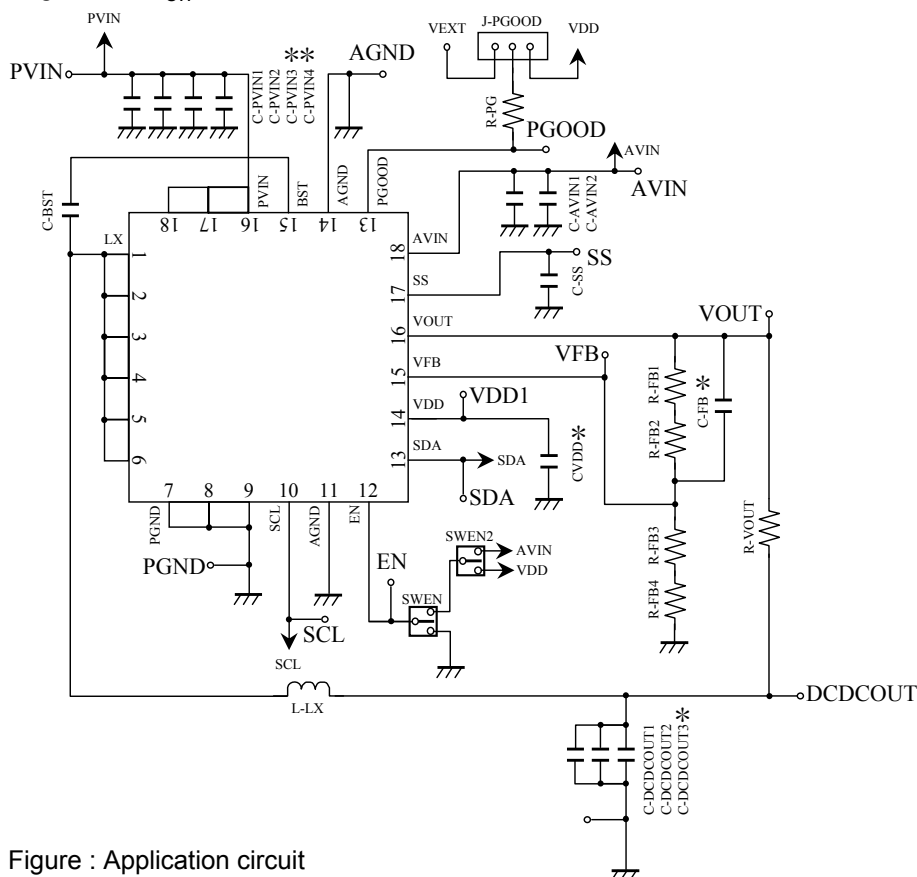 PVIN
PVIN
C-PVIN1
C-PVIN2
C-PVIN3
C-PVIN4
**
AGND
VEXT
J-PGOOD
VDD
R-PG
PGOOD
AVIN
AVIN
C-AVIN1
C-AVIN2
C-BST
PVIN
BST
AGND
PGOOD
18
17
16
15
14
13
LX
1
2
3
4
5
6
AVIN
18
SS
17
VOUT
16
VFB
15
VDD
14
SDA
13
SS
C-SS
VOUT
VFB
R-FB1
R-FB2
C-FB *
VDD1
CVDD*
SDA
SDA
R-FB3
R-FB4
R-VOUT
7
8
9
10
11
12
PGND
SCL
AGND
EN
PGND
SCL
SCL
EN
SWEN
SWEN2
AVIN
VDD
L-LX
DCDCOUT
C-DCDCOUT1
C-DCDCOUT2
C-DCDCOUT3*
Figure : Application circuit